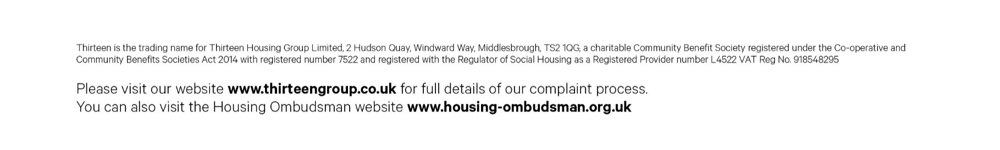 Thirteen is the trading name for Thirteen Housing Group Limited, 2 Hudson Quay, Windward Way, Middlesbrough, TS2 1QG, a charitable Community Benefit Society registered under the Co-operative and
Community Benefits Societies Act 2014 with registered number 7522 and registered with the Regulator of Social Housing as a Registered Provider number L4522 VAT Reg No. 918548295
Please visit our website www.thirteengroup.co.uk for full details of our complaint process.
You can also visit the Housing Ombudsman website www.housing-ombudsman.org.uk